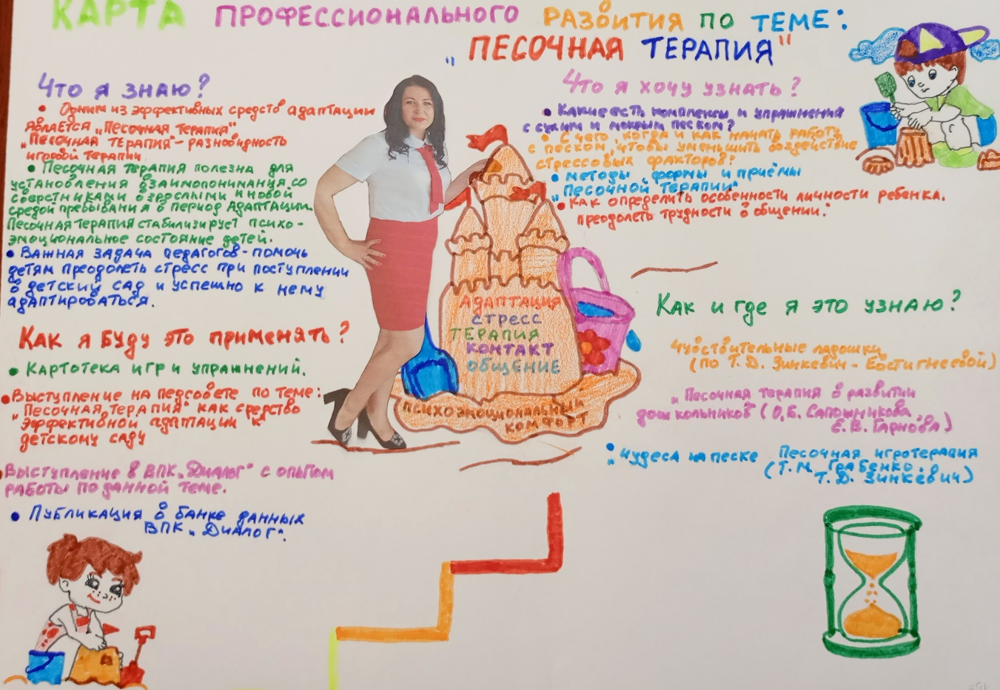 КАРТА ПРОФЕССИОНАЛЬНОГО РАЗВИТИЯ ПО ТЕМЕ:
„ПЕСОЧНАЯ ТЕРАПИЯ"
Что я знаю?
• Одним из эффективных средств адаптации
является „Песочная терапия"
„Песочная терапия" - разновидность
игровой терапии
• Песочная терапия полезна для
установления взаимопонимания со
сверстниками взрослыми и новой
средой пребывания в период адаптации.
Песочная терапия стабилизирует психо-
эмоциональное состояние детей.
• Важная задача педагогов - помочь
детям преодолеть стресс при поступлении
в детский сад и успешно к нему
адаптироваться.
Как я буду это применять?
• Картотека игр и упражнений.
• Выступление на педсовете по теме:
„Песочная терапия" как средство
эффективной адаптации к
детскому саду
Выступление в ВПК „Диалог" с опытом
работы по данной теме.
• Публикация в банке данных
ВПК „Диалог".
АДАПТАЦИЯ
СТРЕСС
ТЕРАПИЯ
КОНТАКТ
ОБЩЕНИЕ
ПСИХОЭМОЦИОНАЛЬНЫЙ
КОМФОРТ
Что я хочу узнать?
• Какие есть комплексы и упражнения
с сухим и мокрым песком?
• С чего, когда и как начать работу
с песком, чтобы уменьшить воздействие
стрессовых факторов?
• Методы, формы и приёмы
„Песочной терапии"
• Как определить особенности личности ребенка.
преодолеть трудности в общении.
Как и где я это узнаю?
Чувствительные ладошки
(по Т. Д. Зинкевич - Евстигнеевой)
„Песочная терапия в развитии
дошкольников (О.Б. Сапожникова,
Е. В. Гарнова)
• Чудеса на песке Песочная игротерапия
(Т. М. Грабенко,
Т. Д. Зинкевич)